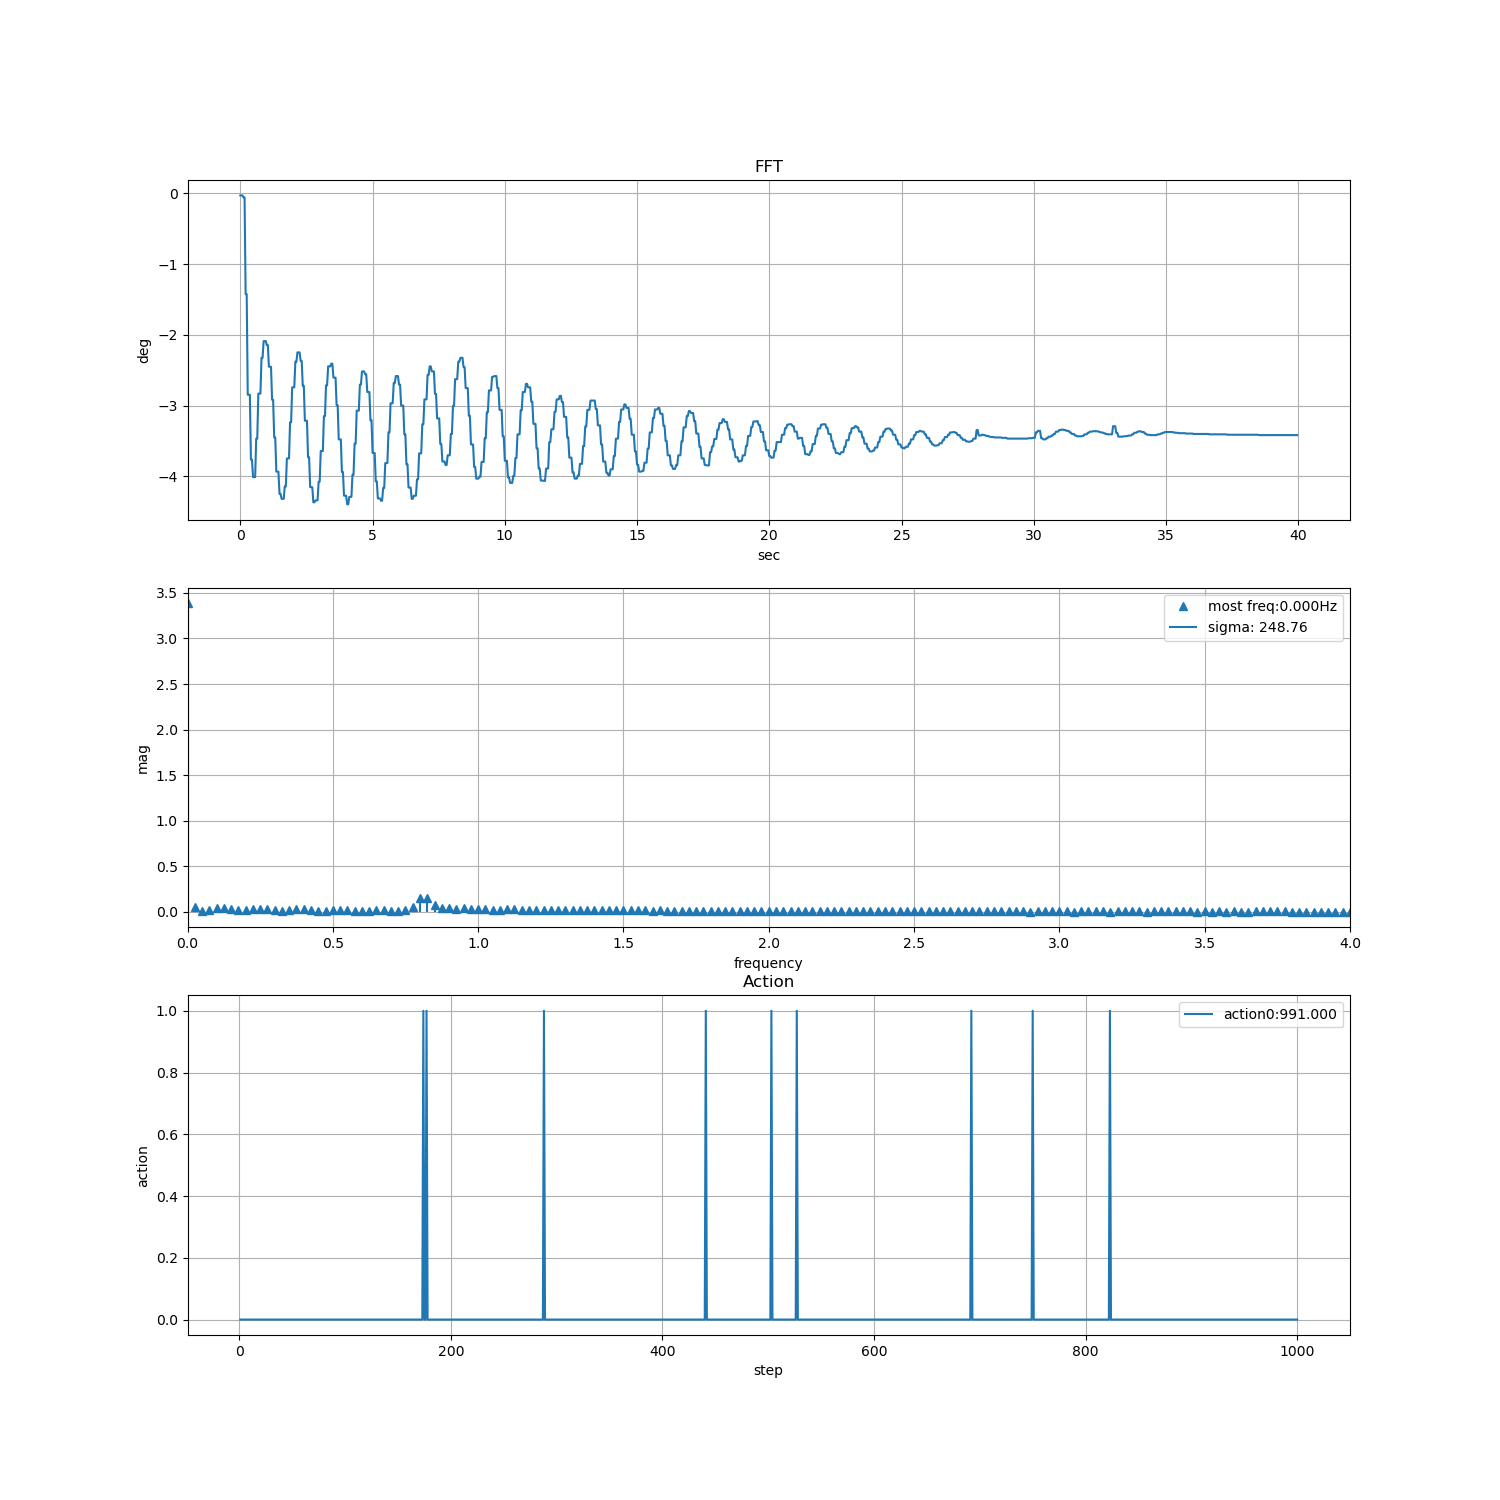 FFT
0
−1
−2
−3
−4
deg
0 5 10 15 20 25 30 35 40
sec
3.5
3.0
2.5
2.0
1.5
1.0
0.5
0.0
mag
most freq:0.000Hz
sigma: 248.76
0.0 0.5 1.0 1.5 2.0 2.5 3.0 3.5 4.0
frequency
Action
1.0
0.8
0.6
0.4
0.2
0.0
action
action0:991.000
0 200 400 600 800 1000
step